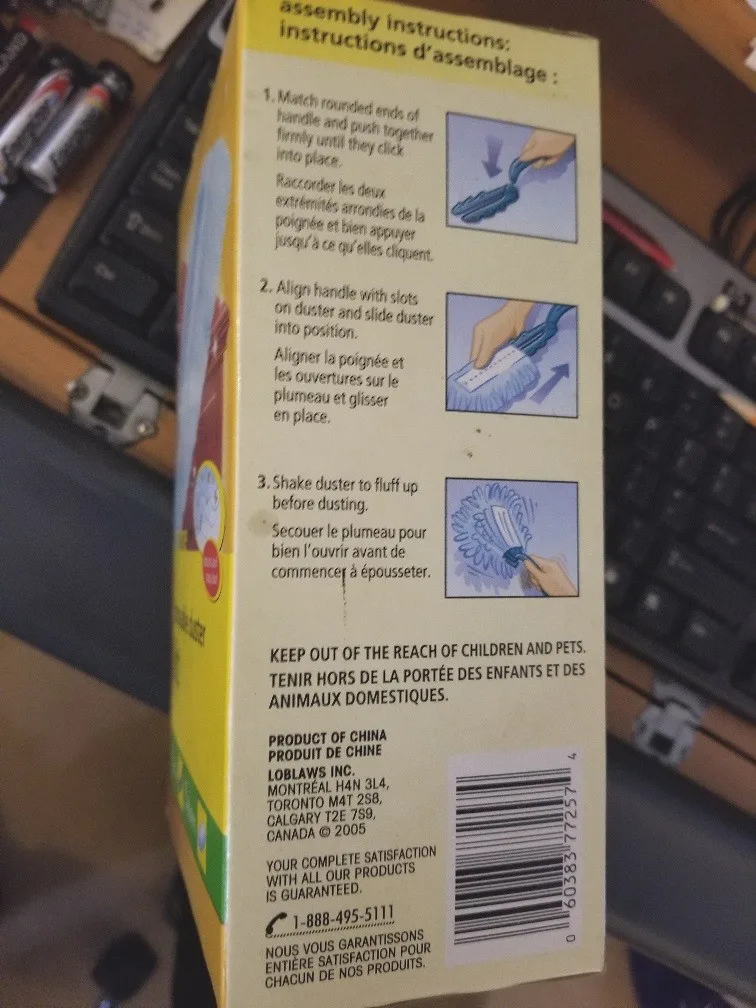 assembly instructions:
instructions d'assemblage :
1. Match rounded ends of
handle and push together
firmly until they click
into place.
Raccorder les deux
extrémités arrondies de la
poignée et bien appuyer
jusqu'à ce qu'elles cliquent.
2. Align handle with slots
on duster and slide duster
into position.
Aligner la poignée et
les ouvertures sur le
plumeau et glisser
en place.
3. Shake duster to fluff up
before dusting.
Secouer le plumeau pour
bien l'ouvrir avant de
commencer à épousseter.
KEEP OUT OF THE REACH OF CHILDREN AND PETS.
TENIR HORS DE LA PORTÉE DES ENFANTS ET DES
ANIMAUX DOMESTIQUES.
PRODUCT OF CHINA
PRODUIT DE CHINE
LOBLAWS INC.
MONTRÉAL H4N 3L4,
TORONTO M4T 2S8,
CALGARY T2E 7S9,
CANADA © 2005
YOUR COMPLETE SATISFACTION
WITH ALL OUR PRODUCTS
IS GUARANTEED.
1-888-495-5111
NOUS VOUS GARANTISSONS
ENTIÈRE SATISFACTION POUR
CHACUN DE NOS PRODUITS.
0 60383 77257 4
duster